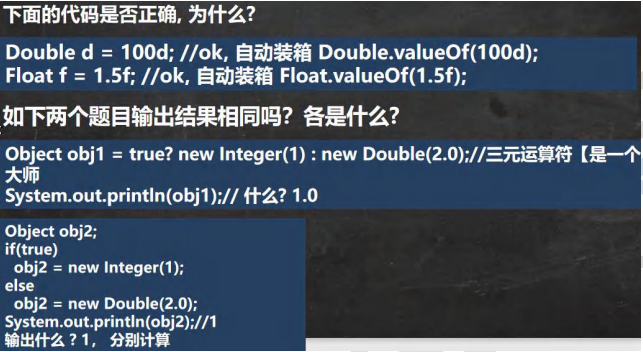 下面的代码是否正确, 为什么?
Double d = 100d; //ok, 自动装箱 Double.valueOf(100d);
Float f = 1.5f; //ok, 自动装箱 Float.valueOf(1.5f);
如下两个题目输出结果相同吗？各是什么?
Object obj1 = true? new Integer(1) : new Double(2.0);//三元运算符【是一个
大师
System.out.println(obj1);// 什么? 1.0
Object obj2;
if(true)
obj2 = new Integer(1);
else
obj2 = new Double(2.0);
System.out.println(obj2);//1
输出什么 ? 1， 分别计算